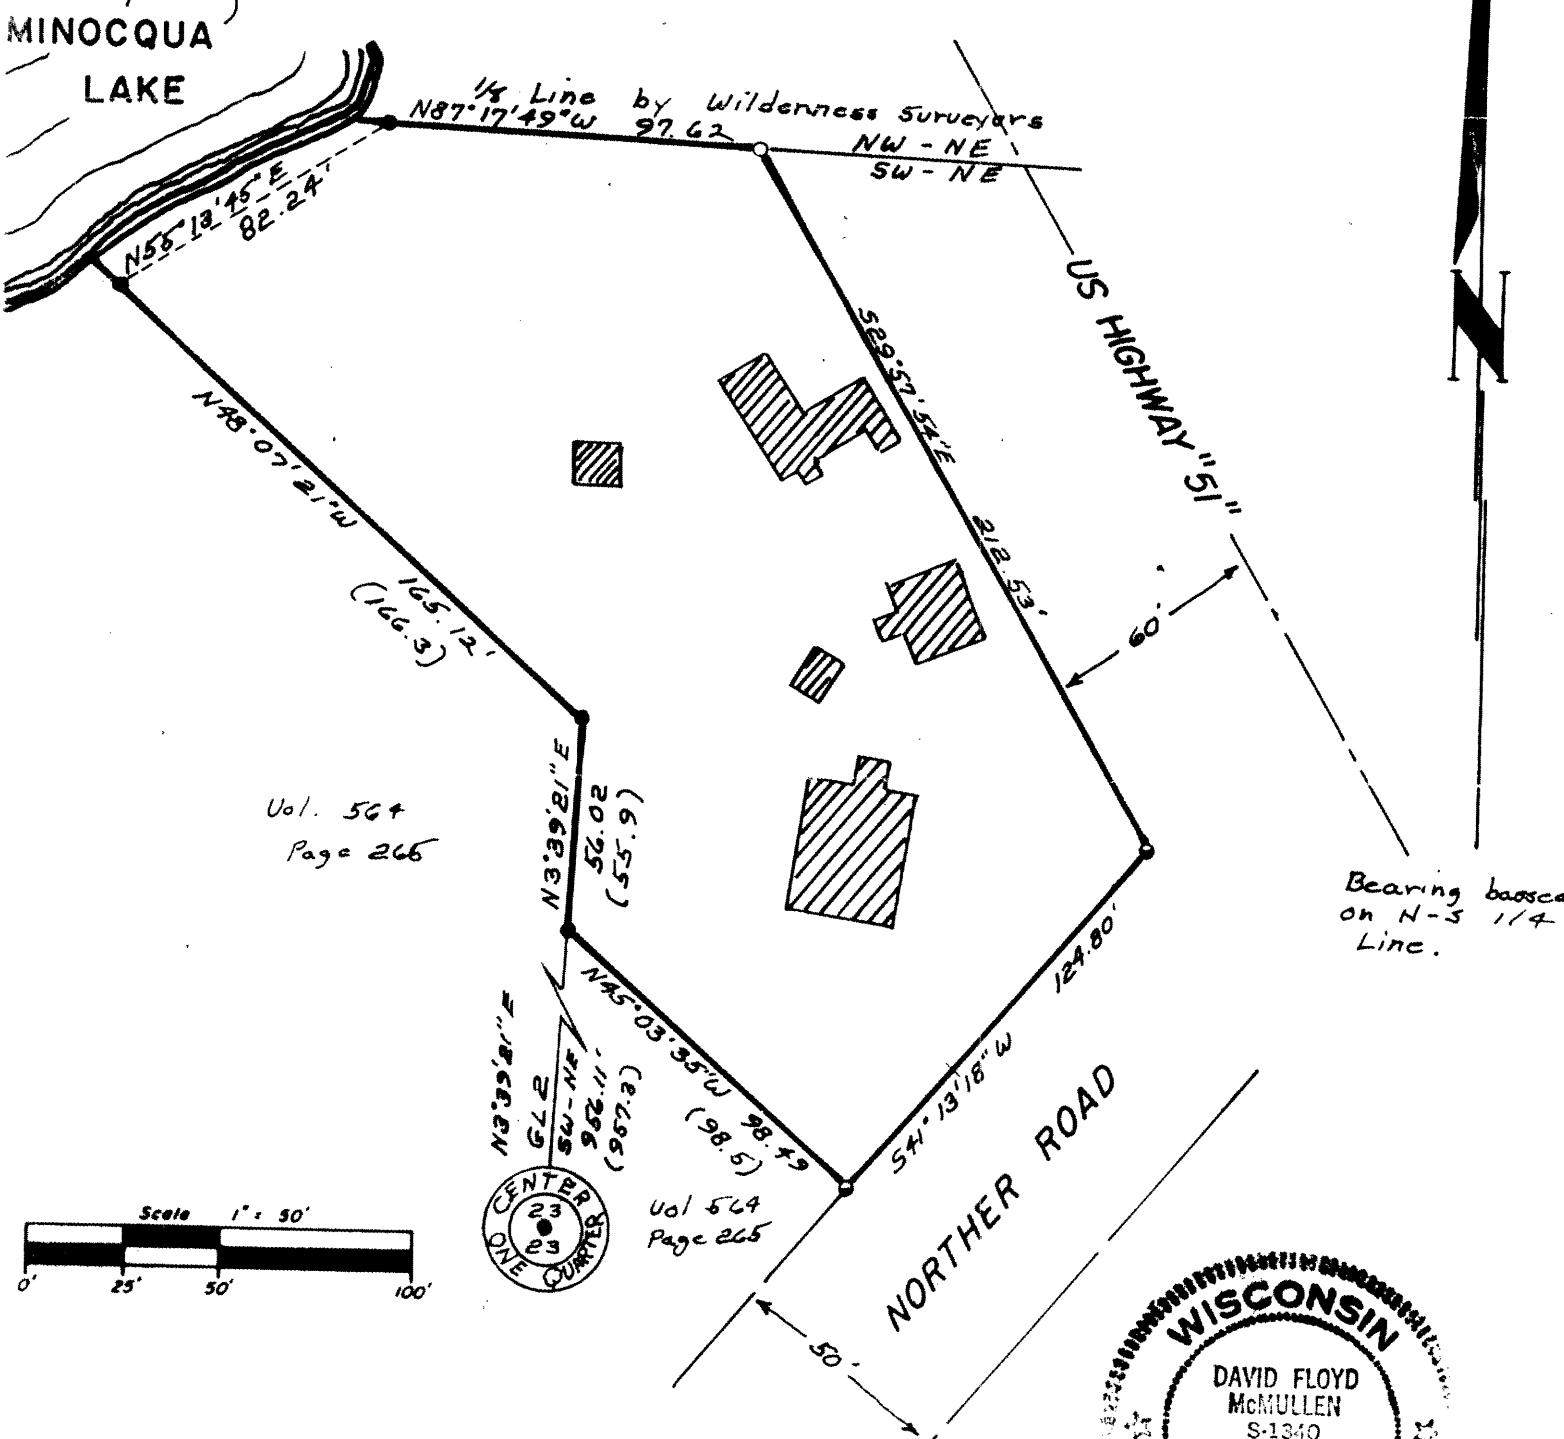 MINOCQUA
LAKE
1/8 Line by Wilderness Surveyors
N87°17'49"W 97.62
NW - NE
SW - NE
N55°13'45"E
82.24'
US HIGHWAY "51"
N
S29°57'54"E
212.53'
N48°07'21"W
165.12'
(166.3)
60'
N3°39'21"E
56.02
(55.9)
Vol. 564
Page 265
Bearing basse
on N-S 1/4
Line.
124.80'
S41°13'18"W
N45°03'35"W 98.49
(98.5)
N3°39'21"E
GL2
SW-NE
956.11'
(957.3)
NORTHER ROAD
CENTER
23
23
ONE QUARTER
Vol 564
Page 265
Scale 1" = 50'
0' 25' 50' 100'
50'
WISCONSIN
DAVID FLOYD
McMULLEN
S-1340